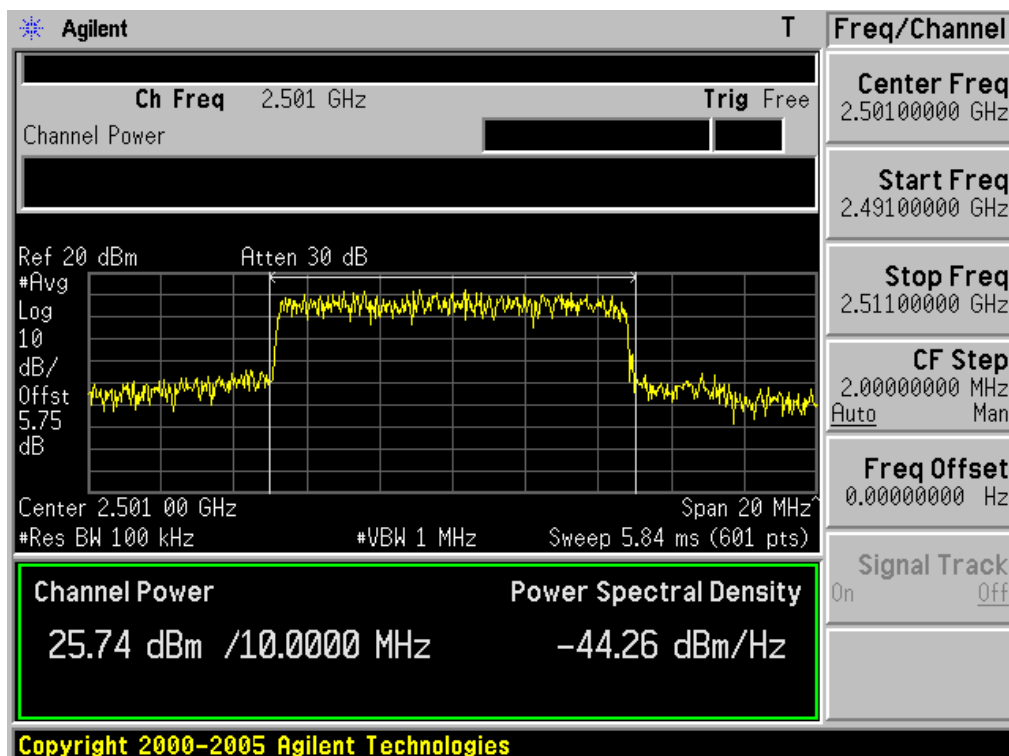 Agilent T Freq/Channel
Ch Freq 2.501 GHz Trig Free
Channel Power
Center Freq
2.50100000 GHz
Start Freq
2.49100000 GHz
Stop Freq
2.51100000 GHz
CF Step
2.00000000 MHz
Auto Man
Freq Offset
0.00000000 Hz
Signal Track
On Off
Ref 20 dBm Atten 30 dB
#Avg
Log
10
dB/
Offst
5.75
dB
Center 2.501 00 GHz Span 20 MHz^
#Res BW 100 kHz #VBW 1 MHz Sweep 5.84 ms (601 pts)
Channel Power Power Spectral Density
25.74 dBm /10.0000 MHz -44.26 dBm/Hz
Copyright 2000-2005 Agilent Technologies